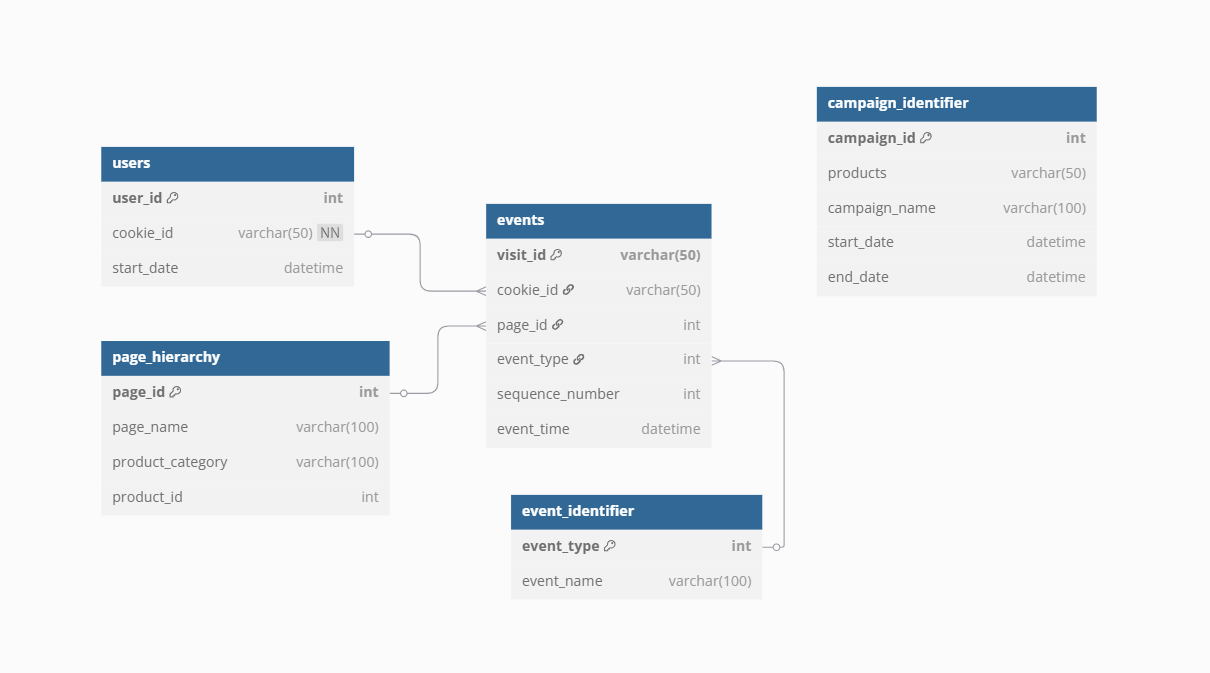 users
user_id int
cookie_id varchar(50) NN
start_date datetime
page_hierarchy
page_id int
page_name varchar(100)
product_category varchar(100)
product_id int
events
visit_id varchar(50)
cookie_id varchar(50)
page_id int
event_type int
sequence_number int
event_time datetime
event_identifier
event_type int
event_name varchar(100)
campaign_identifier
campaign_id int
products varchar(50)
campaign_name varchar(100)
start_date datetime
end_date datetime